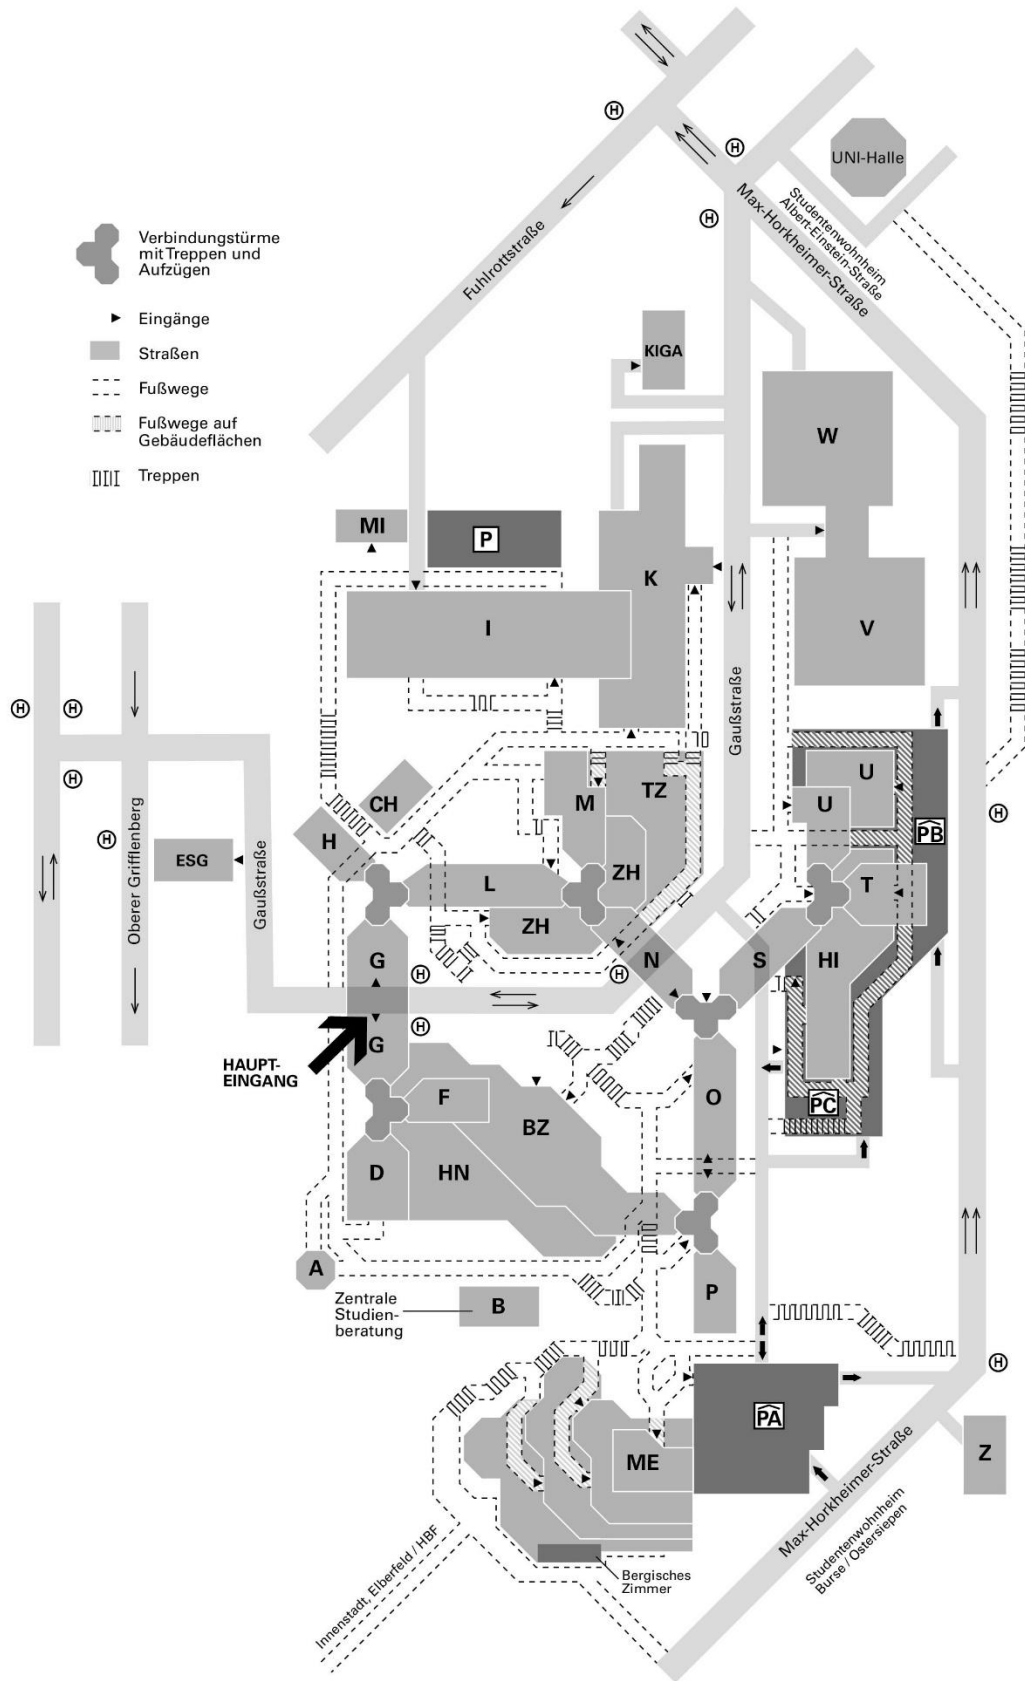 H
H
H
UNI-Halle
Max-Horkheimer-Straße
Studentenwohnheim
Albert-Einstein-Straße
Verbindungstürme
mit Treppen und
Aufzügen
Eingänge
Straßen
Fußwege
Fußwege auf
Gebäudeflächen
Treppen
Fuhlrottstraße
KIGA
W
MI
P
K
I
V
Gaußstraße
H
H
H
H
Oberer Grifflenberg
ESG
Gaußstraße
CH
H
M
TZ
ZH
L
ZH
U
U
PB
H
T
G
H
H
N
S
HI
H
G
HAUPT-
EINGANG
F
BZ
O
PC
D
HN
A
P
Zentrale
Studien-
beratung
B
H
PA
ME
Z
Max-Horkheimer-Straße
Studentenwohnheim
Burse / Ostersiepen
Bergisches
Zimmer
Innenstadt, Elberfeld / HBF